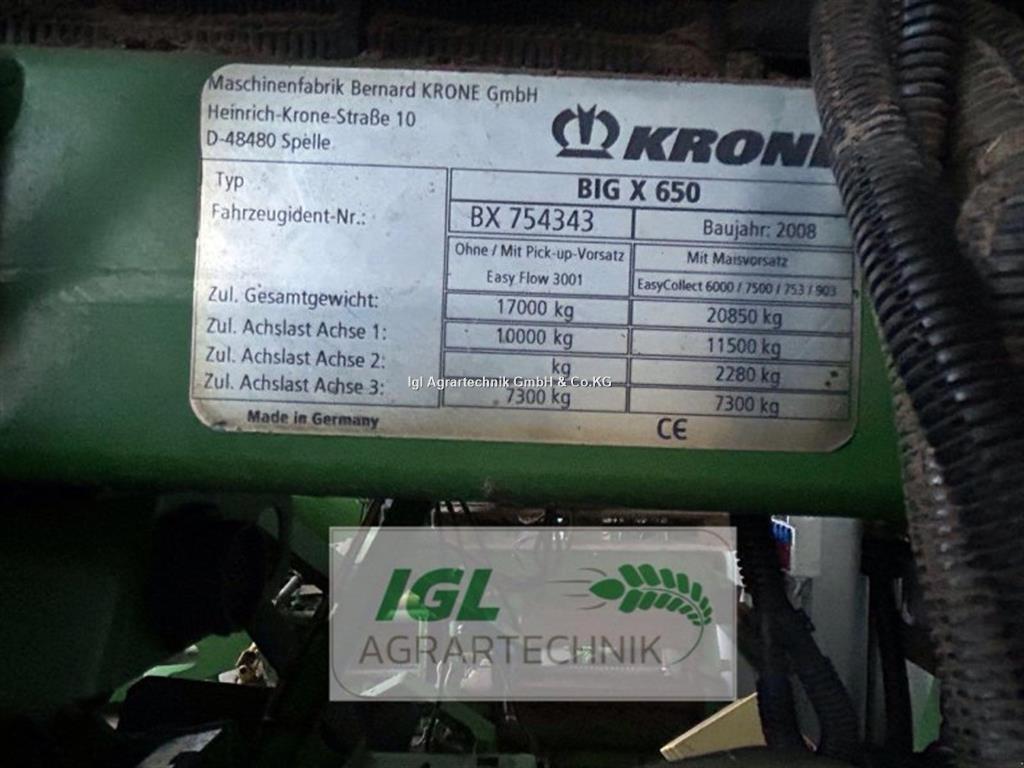 Maschinenfabrik Bernard KRONE GmbH
Heinrich-Krone-Straße 10
D-48480 Spelle
KRONE
Typ
BIG X 650
Fahrzeugident-Nr.:
BX 754343
Baujahr: 2008
Ohne / Mit Pick-up-Vorsatz
Easy Flow 3001
Mit Maisvorsatz
EasyCollect 6000 / 7500 / 753 / 903
Zul. Gesamtgewicht: 17000 kg 20850 kg
Zul. Achslast Achse 1: 10000 kg 11500 kg
Zul. Achslast Achse 2: kg 2280 kg
Zul. Achslast Achse 3: 7300 kg 7300 kg
Igl Agrartechnik GmbH & Co.KG
Made in Germany
CE
IGL
AGRARTECHNIK